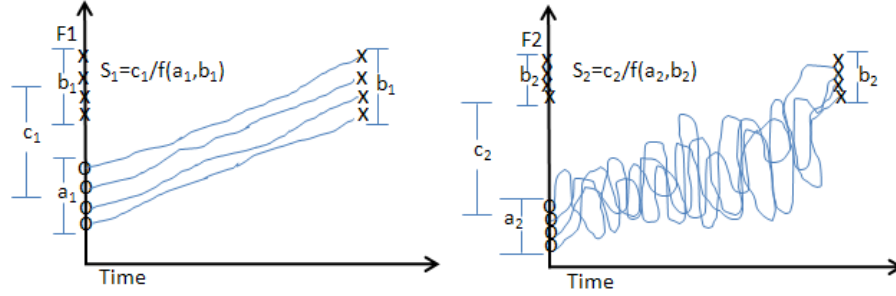 F1
S₁=c₁/f(a₁,b₁)
b₁
b₁
c₁
a₁
Time
F2
S₂=c₂/f(a₂,b₂)
b₂
b₂
c₂
a₂
Time